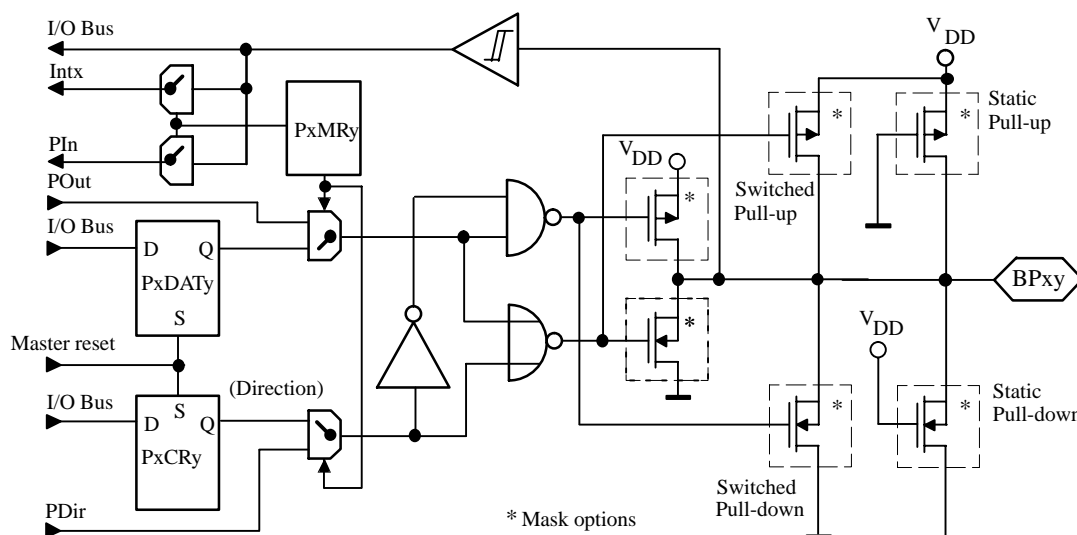 I/O Bus
V
DD
Intx
*
*
Static
Pull-up
PxMRy
PIn
V
DD
POut
*
Switched
Pull-up
I/O Bus
D
Q
PxDATy
BPxy
S
*
V
DD
Master reset
(Direction)
S
I/O Bus
D
Q
*
*
Static
Pull-down
PxCRy
Switched
Pull-down
PDir
* Mask options